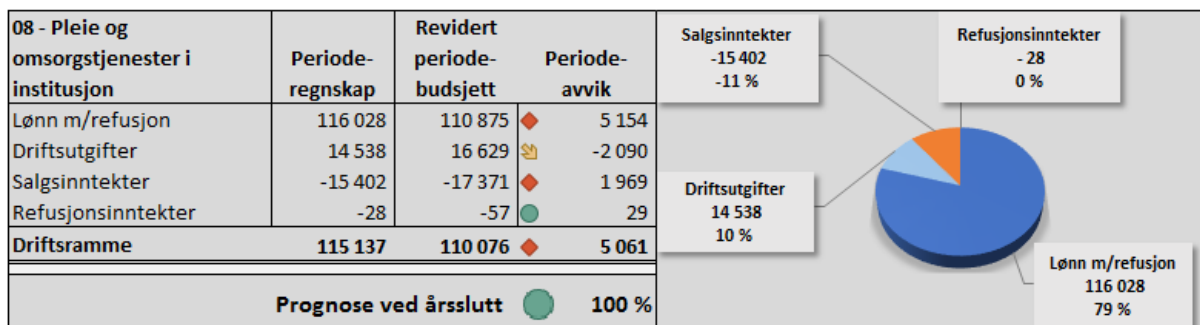 08 - Pleie og omsorgstjenester i institusjon Periode-regnskap Revidert periode-budsjett Periode-avvik
Lønn m/refusjon 116 028 110 875 5 154
Driftsutgifter 14 538 16 629 -2 090
Salgsinntekter -15 402 -17 371 1 969
Refusjonsinntekter -28 -57 29
Driftsramme 115 137 110 076 5 061
Prognose ved årsslutt 100 %
Salgsinntekter
-15 402
-11 %
Refusjonsinntekter
- 28
0 %
Driftsutgifter
14 538
10 %
Lønn m/refusjon
116 028
79 %